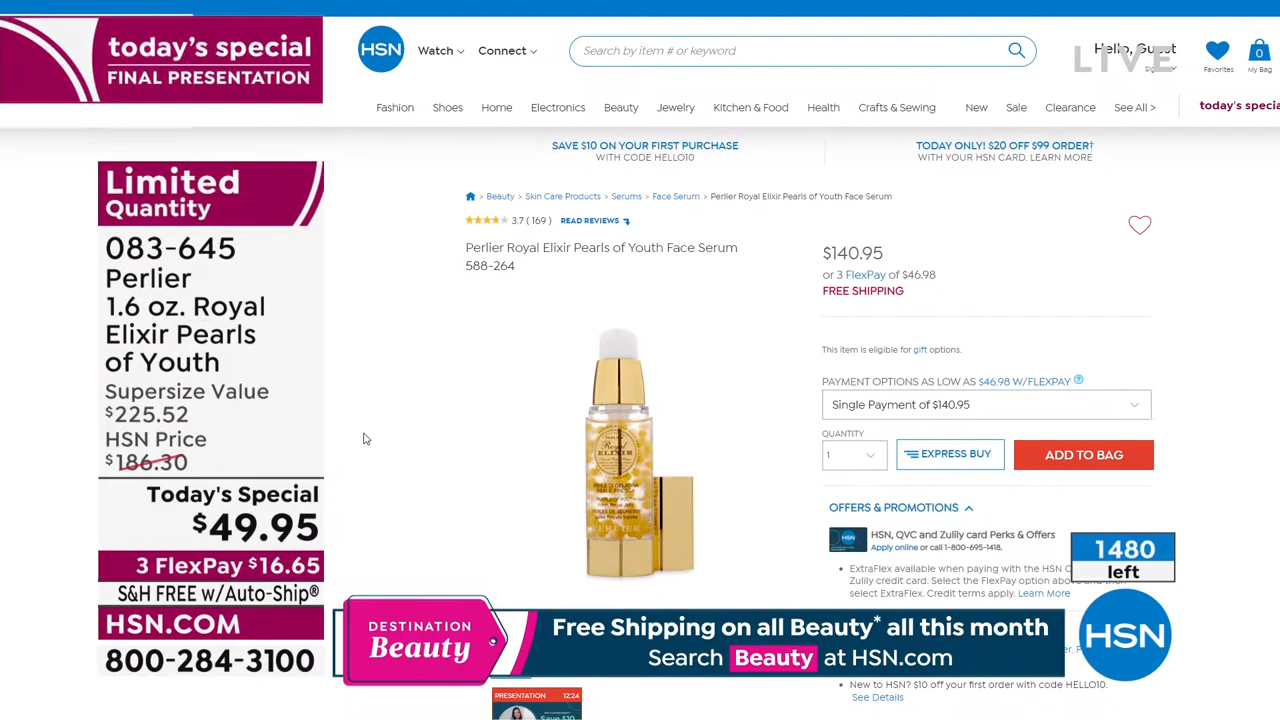 today's special
FINAL PRESENTATION
HSN
Watch
Connect
Search by item # or keyword
Hello, Guest
LIVE
0
Favorites
My Bag
Fashion
Shoes
Home
Electronics
Beauty
Jewelry
Kitchen & Food
Health
Crafts & Sewing
New
Sale
Clearance
See All >
today's specia
SAVE $10 ON YOUR FIRST PURCHASE
WITH CODE HELLO10
TODAY ONLY! $20 OFF $99 ORDER†
WITH YOUR HSN CARD. LEARN MORE
Limited
Quantity
083-645
Perlier
1.6 oz. Royal
Elixir Pearls
of Youth
Supersize Value
$225.52
HSN Price
$186.30
Today's Special
$49.95
3 FlexPay $16.65
S&H FREE w/Auto-Ship®
HSN.COM
800-284-3100
> Beauty > Skin Care Products > Serums > Face Serum > Perlier Royal Elixir Pearls of Youth Face Serum
3.7 ( 169 ) READ REVIEWS
Perlier Royal Elixir Pearls of Youth Face Serum
588-264
Royal
ELIXIR
PERLIER
$140.95
or 3 FlexPay of $46.98
FREE SHIPPING
This item is eligible for gift options.
PAYMENT OPTIONS AS LOW AS $46.98 W/FLEXPAY ?
Single Payment of $140.95
QUANTITY
1
EXPRESS BUY
ADD TO BAG
OFFERS & PROMOTIONS
HSN, QVC and Zulily card Perks & Offers
Apply online or call 1-800-695-1418.
ExtraFlex available when paying with the HSN
Zulily credit card. Select the FlexPay option above and then
select ExtraFlex. Credit terms apply. Learn More
1480
left
HSN
DESTINATION
Beauty
Free Shipping on all Beauty* all this month
Search Beauty at HSN.com
New to HSN? $10 off your first order with code HELLO10.
See Details
PRESENTATION 12:24
Save $10